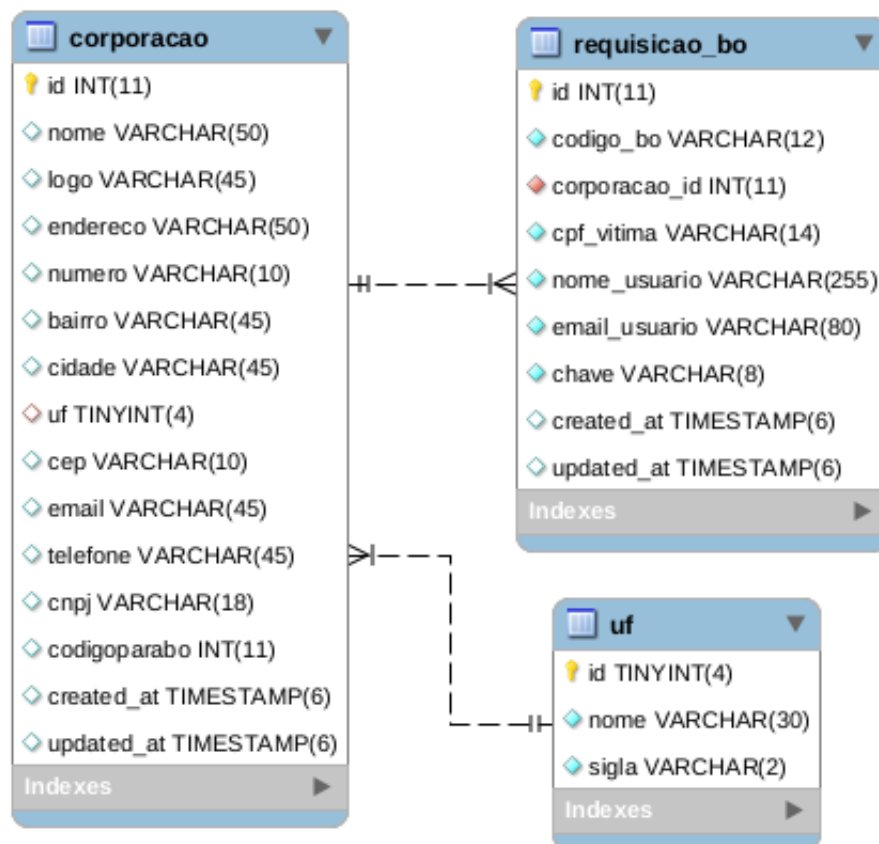 corporacao
id INT(11)
nome VARCHAR(50)
logo VARCHAR(45)
endereco VARCHAR(50)
numero VARCHAR(10)
bairro VARCHAR(45)
cidade VARCHAR(45)
uf TINYINT(4)
cep VARCHAR(10)
email VARCHAR(45)
telefone VARCHAR(45)
cnpj VARCHAR(18)
codigoparabo INT(11)
created_at TIMESTAMP(6)
updated_at TIMESTAMP(6)
Indexes
requisicao_bo
id INT(11)
codigo_bo VARCHAR(12)
corporacao_id INT(11)
cpf_vitima VARCHAR(14)
nome_usuario VARCHAR(255)
email_usuario VARCHAR(80)
chave VARCHAR(8)
created_at TIMESTAMP(6)
updated_at TIMESTAMP(6)
Indexes
uf
id TINYINT(4)
nome VARCHAR(30)
sigla VARCHAR(2)
Indexes